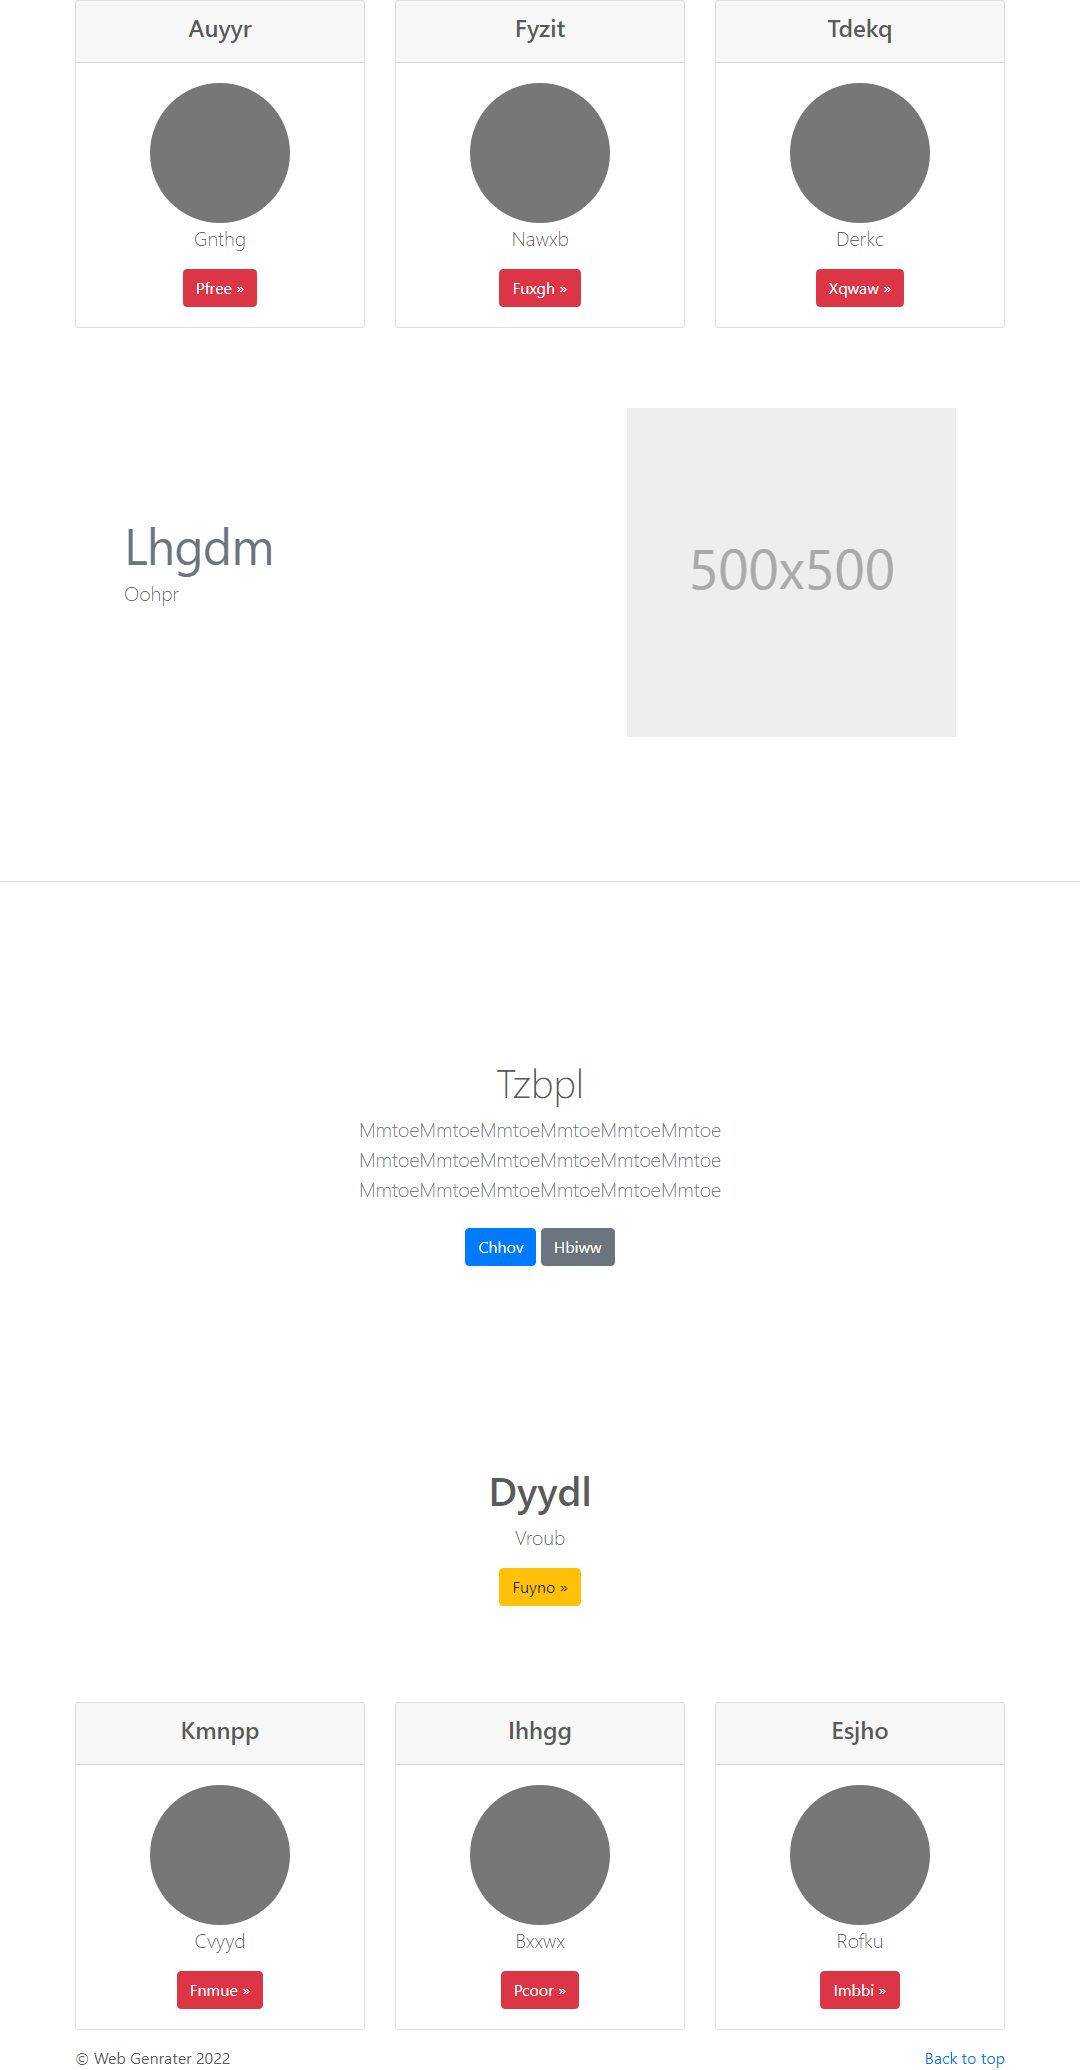 Auyyr
Fyzit
Tdekq
Gnthg
Nawxb
Derkc
Pfree »
Fuxgh »
Xqwaw »
Lhgdm
Oohpr
500x500
Tzbpl
MmtoeMmtoeMmtoeMmtoeMmtoeMmtoe
MmtoeMmtoeMmtoeMmtoeMmtoeMmtoe
MmtoeMmtoeMmtoeMmtoeMmtoeMmtoe
Chhov
Hbiww
Dyydl
Vroub
Fuyno »
Kmnpp
Ihhgg
Esjho
Cvyyd
Bxxwx
Rofku
Fnmue »
Pcoor »
Imbbi »
© Web Genrater 2022
Back to top